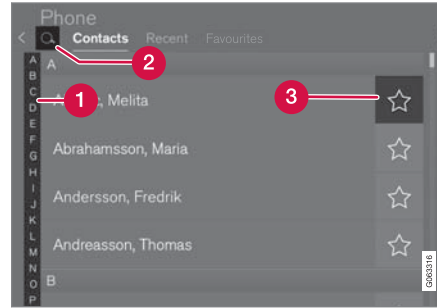 Phone
< Contacts Recent Favourites
2
A
B
C
D
E
F
G
H
I
J
K
L
M
N
O
P
A
1
Melita
3
Abrahamsson, Maria
Andersson, Fredrik
Andreasson, Thomas
B
G063316